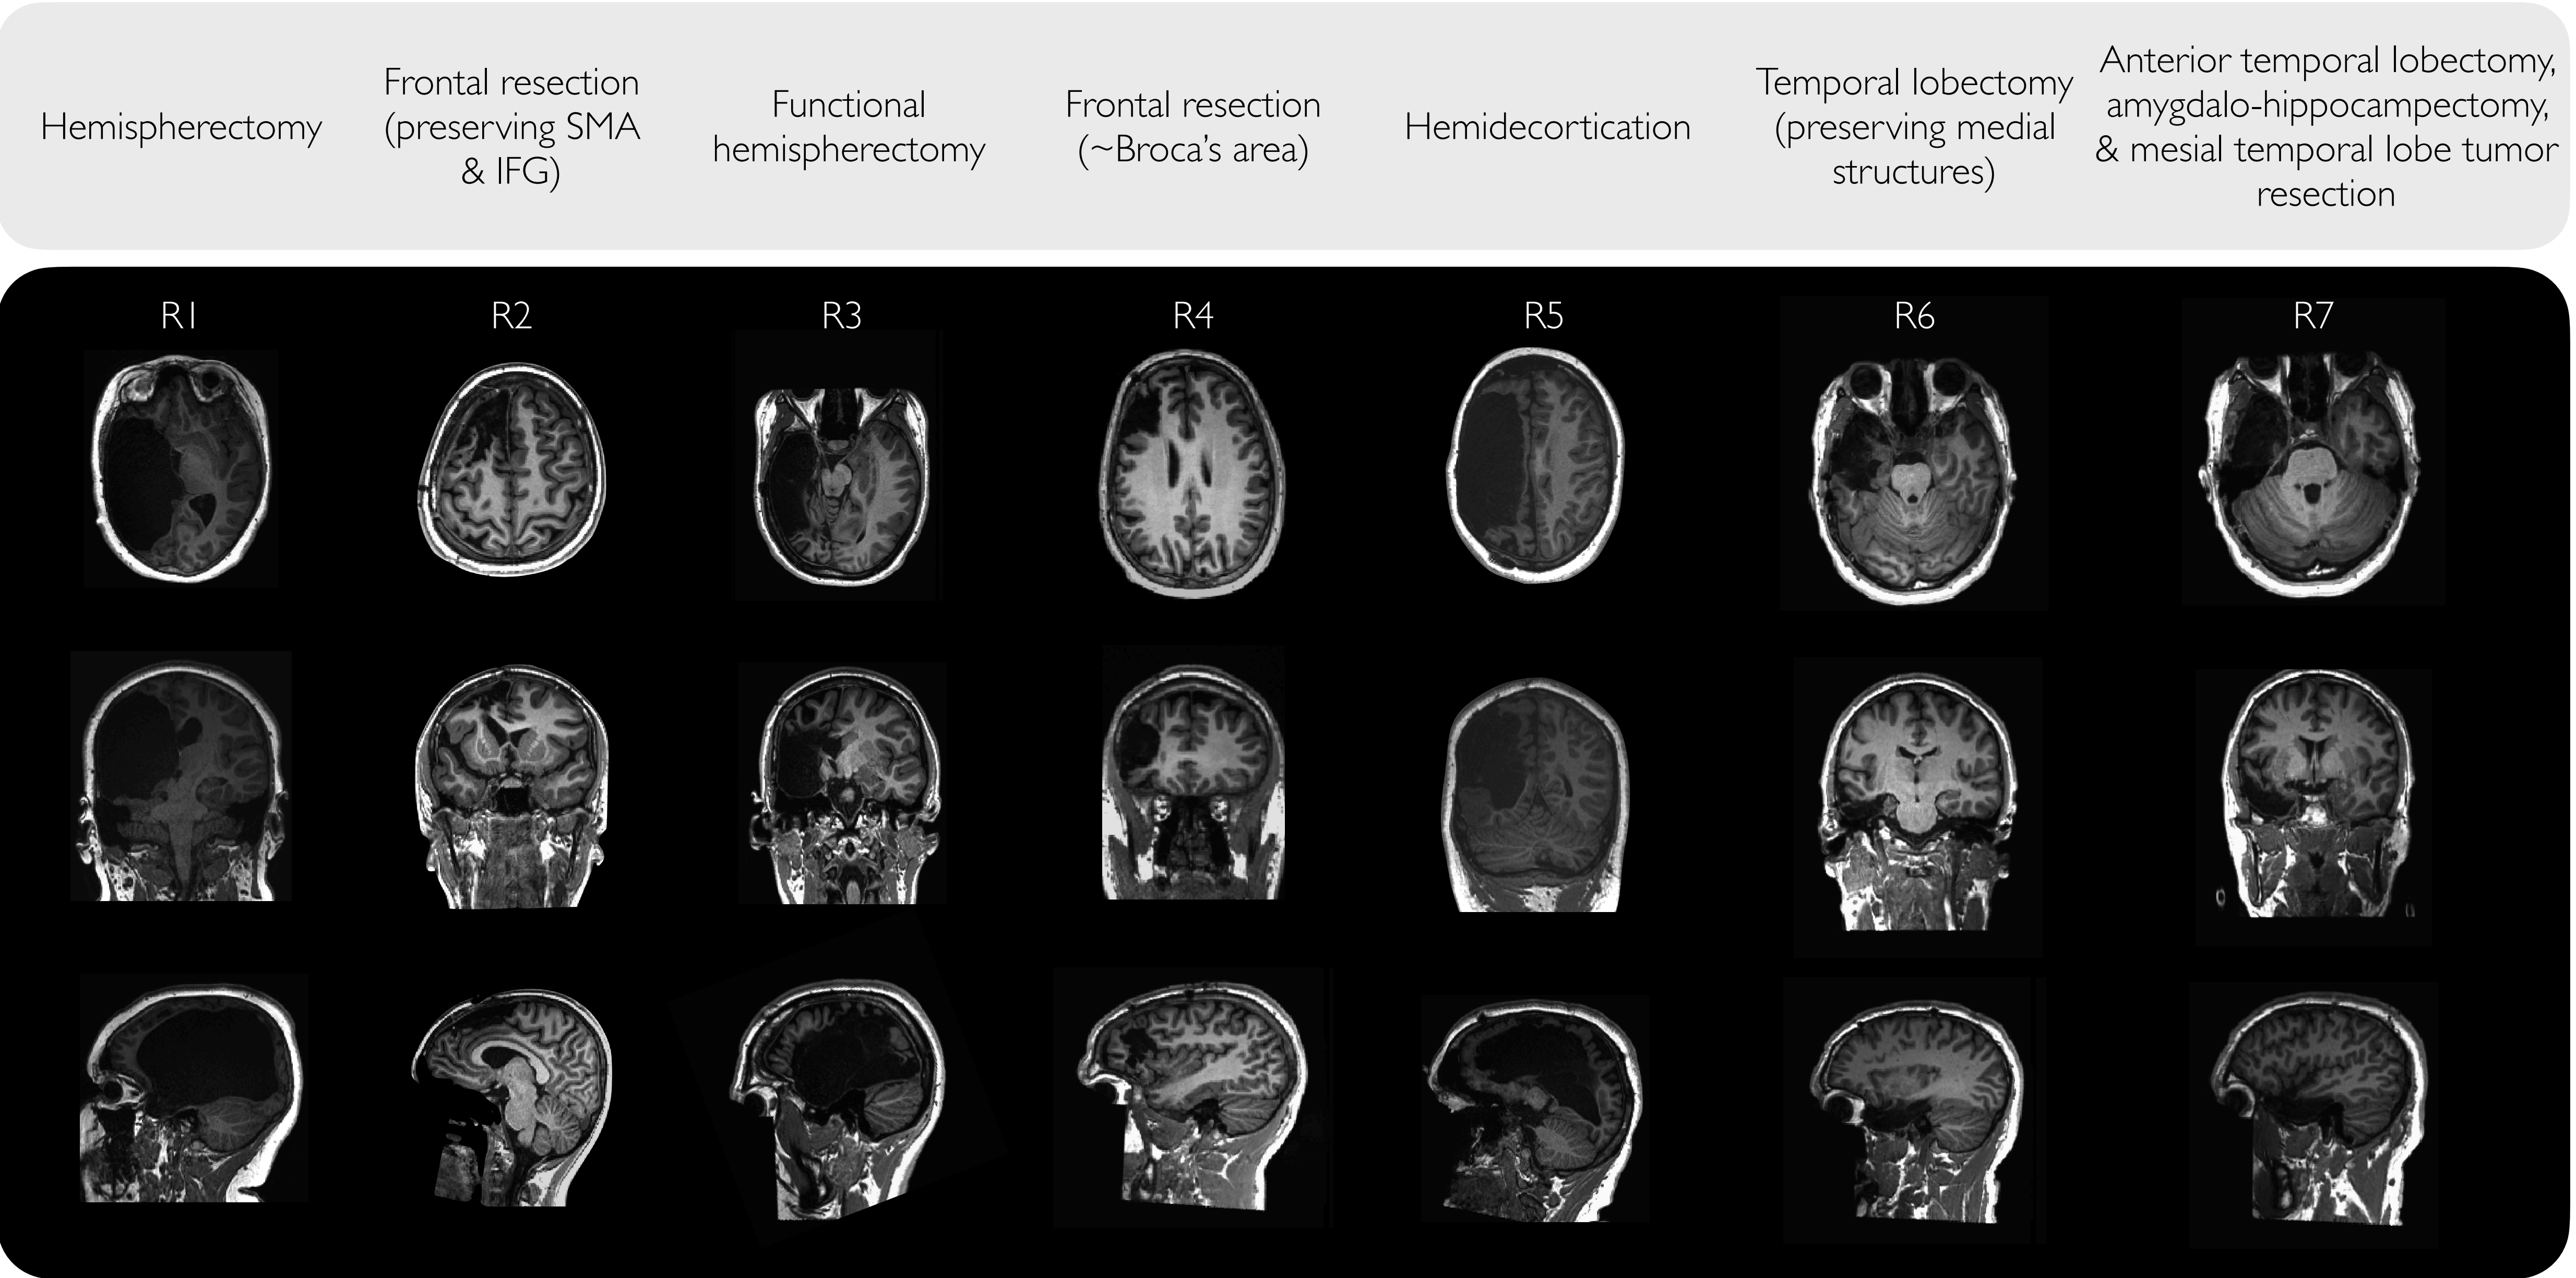 Hemispherectomy
Frontal resection
(preserving SMA
& IFG)
Functional
hemispherectomy
Frontal resection
(~Broca's area)
Hemidecortication
Temporal lobectomy
(preserving medial
structures)
Anterior temporal lobectomy,
amygdalo-hippocampectomy,
& mesial temporal lobe tumor
resection
R1
R2
R3
R4
R5
R6
R7